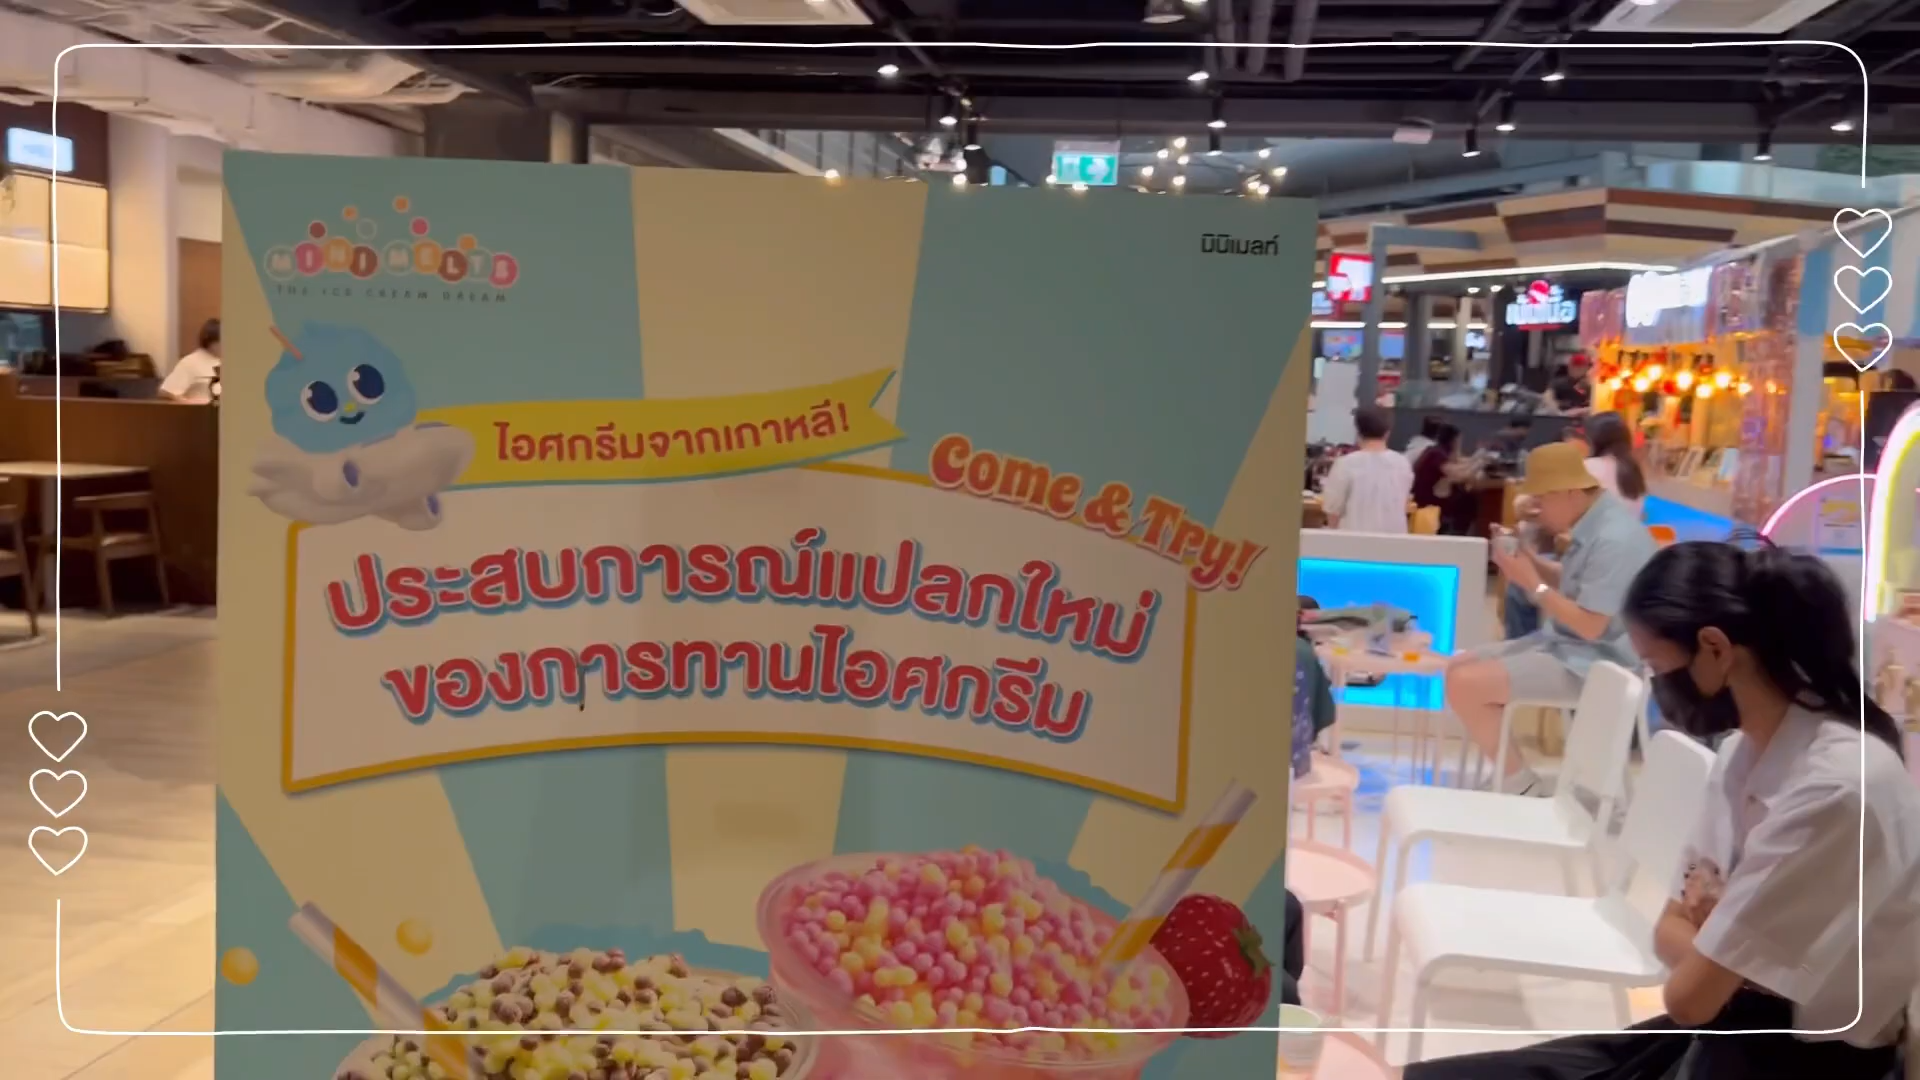 MINI MELTS
THE ICE CREAM DREAM
มินิเมลท์
ไอศกรีมจากเกาหลี!
Come & Try!
ประสบการณ์แปลกใหม่
ของการทานไอศกรีม